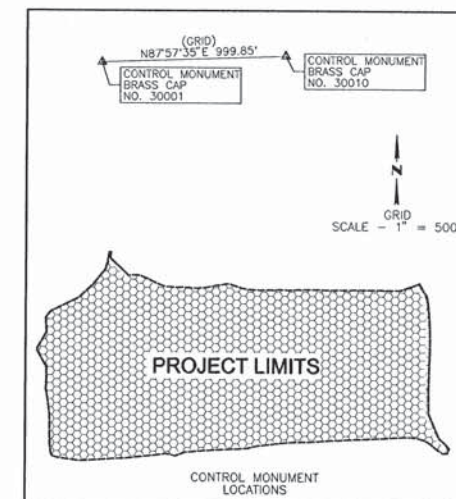 (GRID)
N87°57'35"E 999.85'
CONTROL MONUMENT
BRASS CAP
NO. 30001
CONTROL MONUMENT
BRASS CAP
NO. 30010
N
GRID
SCALE - 1" = 500
PROJECT LIMITS
CONTROL MONUMENT
LOCATIONS